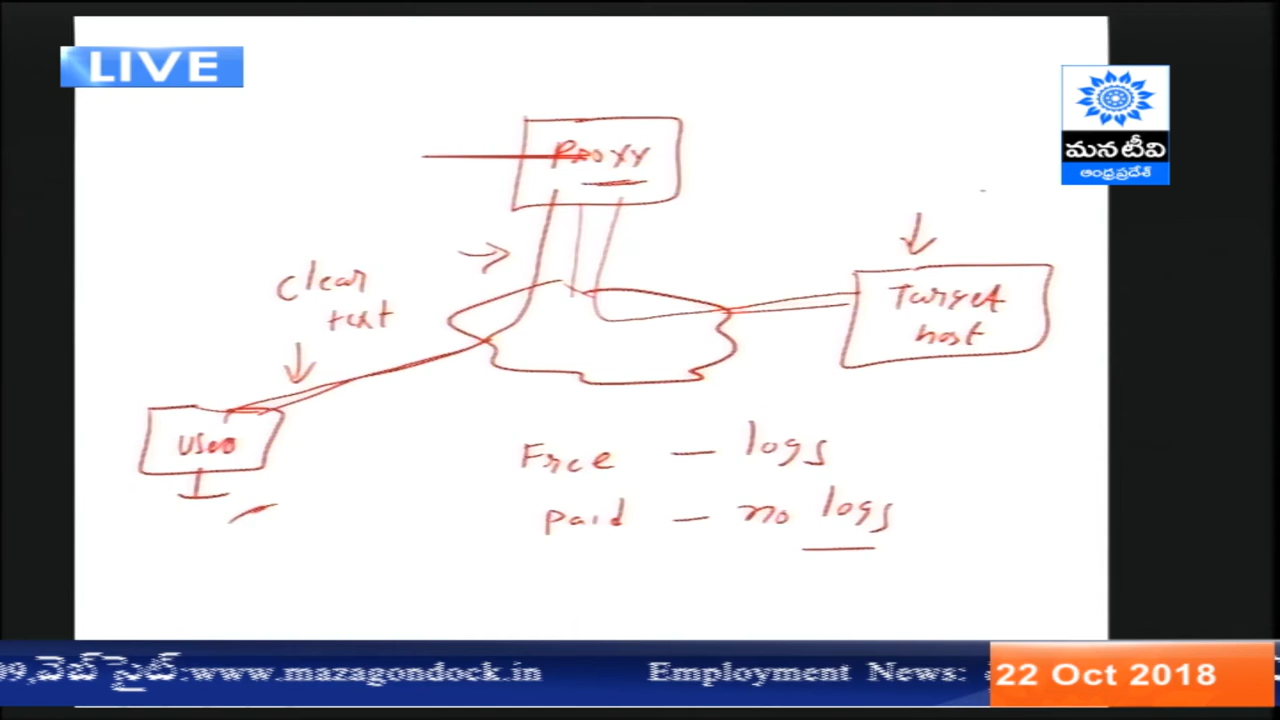 LIVE
PROXY
మన టీవి
ఆంధ్రప్రదేశ్
clear
text
Target
host
User
Free - logs
paid - no logs
99,వెబ్ సైట్:www.mazagondock.in Employment News:
22 Oct 2018